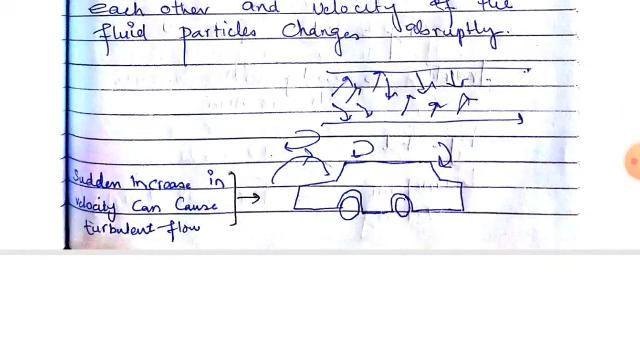 each other and velocity of the
fluid particles Changes abruptly.
Sudden increase in
velocity Can Cause
turbulent flow